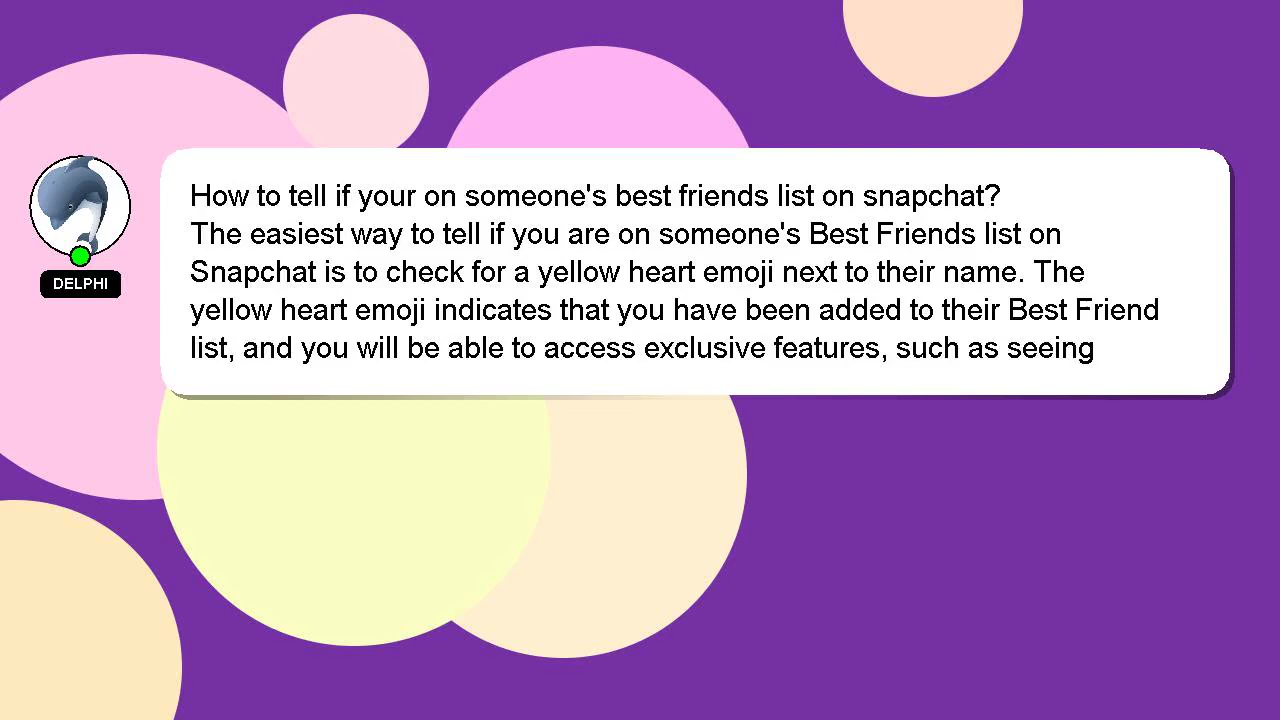 How to tell if your on someone's best friends list on snapchat?
The easiest way to tell if you are on someone's Best Friends list on
Snapchat is to check for a yellow heart emoji next to their name. The
yellow heart emoji indicates that you have been added to their Best Friend
list, and you will be able to access exclusive features, such as seeing
DELPHI